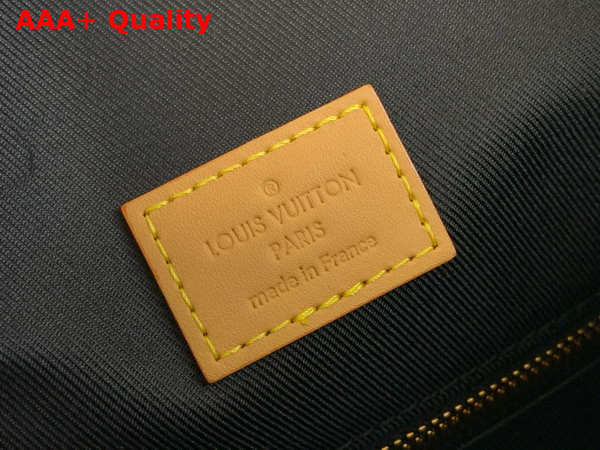 AAA+ Quality
®
LOUIS VUITTON
PARIS
made in France